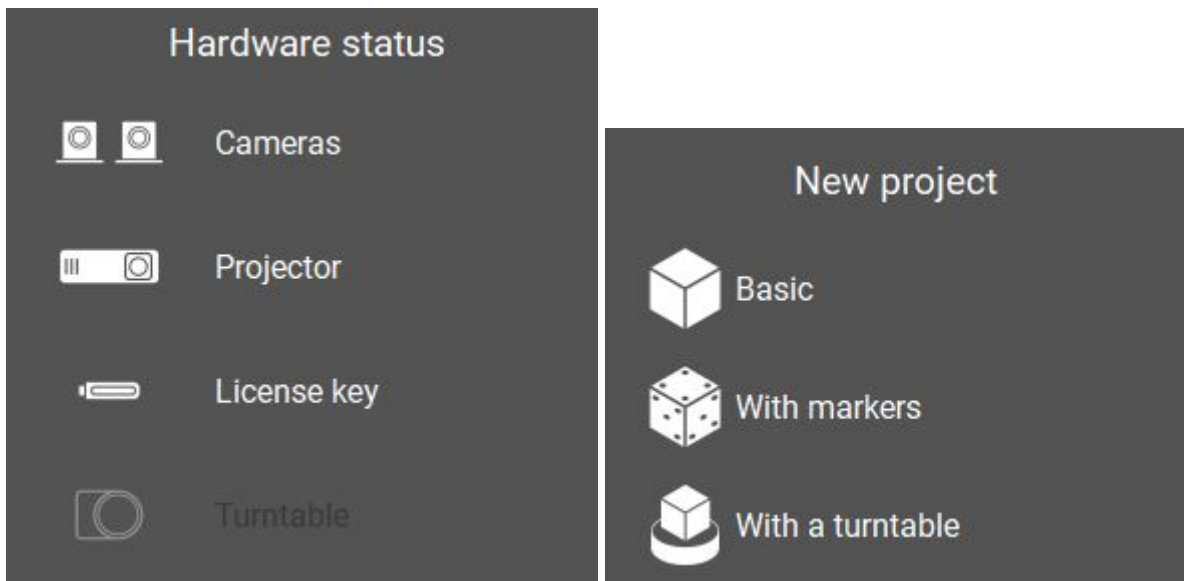 Hardware status
Cameras
Projector
License key
Turntable
New project
Basic
With markers
With a turntable